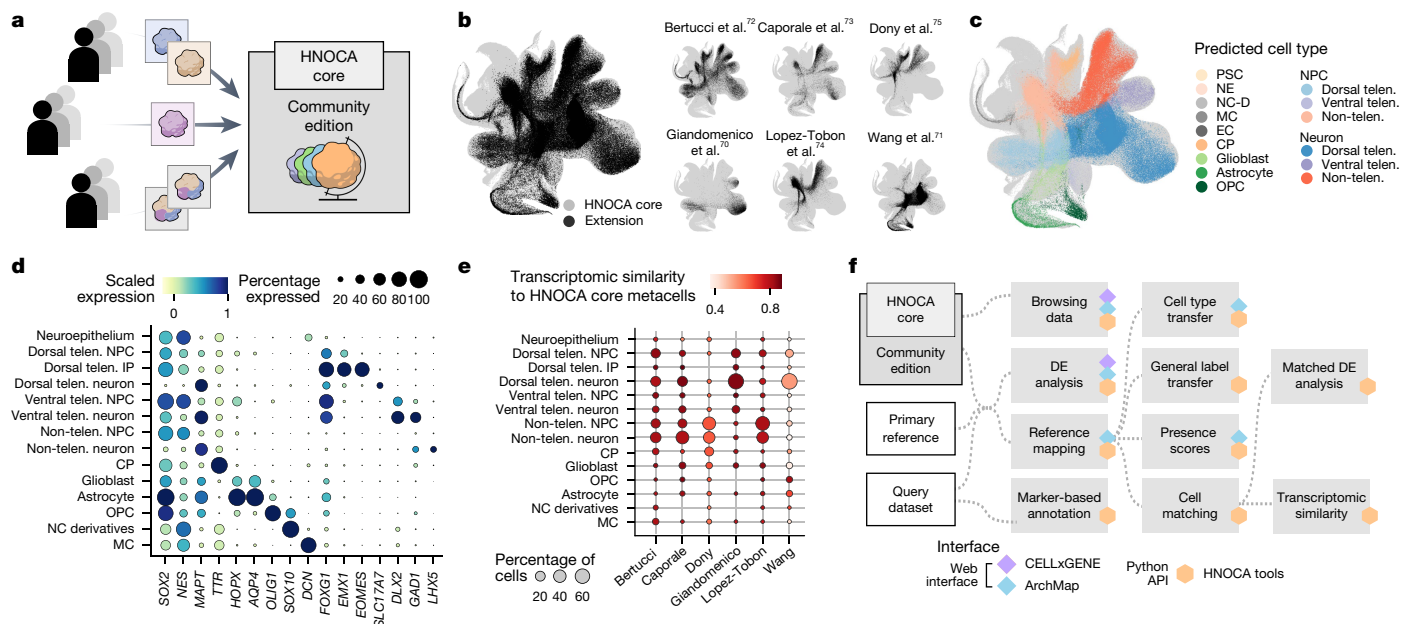 a
HNOCA
core
Community
edition
b
Bertucci et al.72
Caporale et al.73
Dony et al.75
Giandomenico
et al.70
Lopez-Tobon
et al.74
Wang et al.71
HNOCA core
Extension
c
Predicted cell type
PSC
NE
NC-D
MC
EC
CP
Glioblast
Astrocyte
OPC
NPC
Dorsal telen.
Ventral telen.
Non-telen.
Neuron
Dorsal telen.
Ventral telen.
Non-telen.
d
Scaled
expression
0 1
Percentage
expressed
20 40 60 80 100
Neuroepithelium
Dorsal telen. NPC
Dorsal telen. IP
Dorsal telen. neuron
Ventral telen. NPC
Ventral telen. neuron
Non-telen. NPC
Non-telen. neuron
CP
Glioblast
Astrocyte
OPC
NC derivatives
MC
SOX2
NES
MAPT
TTR
HOPX
AQP4
OLIG1
SOX10
DCN
FOXG1
EMX1
EOMES
SLC17A7
DLX2
GAD1
LHX5
e
Transcriptomic similarity
to HNOCA core metacells
0.4 0.8
Neuroepithelium
Dorsal telen. NPC
Dorsal telen. IP
Dorsal telen. neuron
Ventral telen. NPC
Ventral telen. neuron
Non-telen. NPC
Non-telen. neuron
CP
Glioblast
OPC
Astrocyte
NC derivatives
MC
Percentage of
cells
20 40 60
Bertucci
Caporale
Dony
Giandomenico
Lopez-Tobon
Wang
f
HNOCA
core
Community
edition
Primary
reference
Query
dataset
Browsing
data
DE
analysis
Reference
mapping
Marker-based
annotation
Cell type
transfer
General label
transfer
Presence
scores
Cell
matching
Matched DE
analysis
Transcriptomic
similarity
Interface
Web
interface
CELLxGENE
ArchMap
Python
API
HNOCA tools